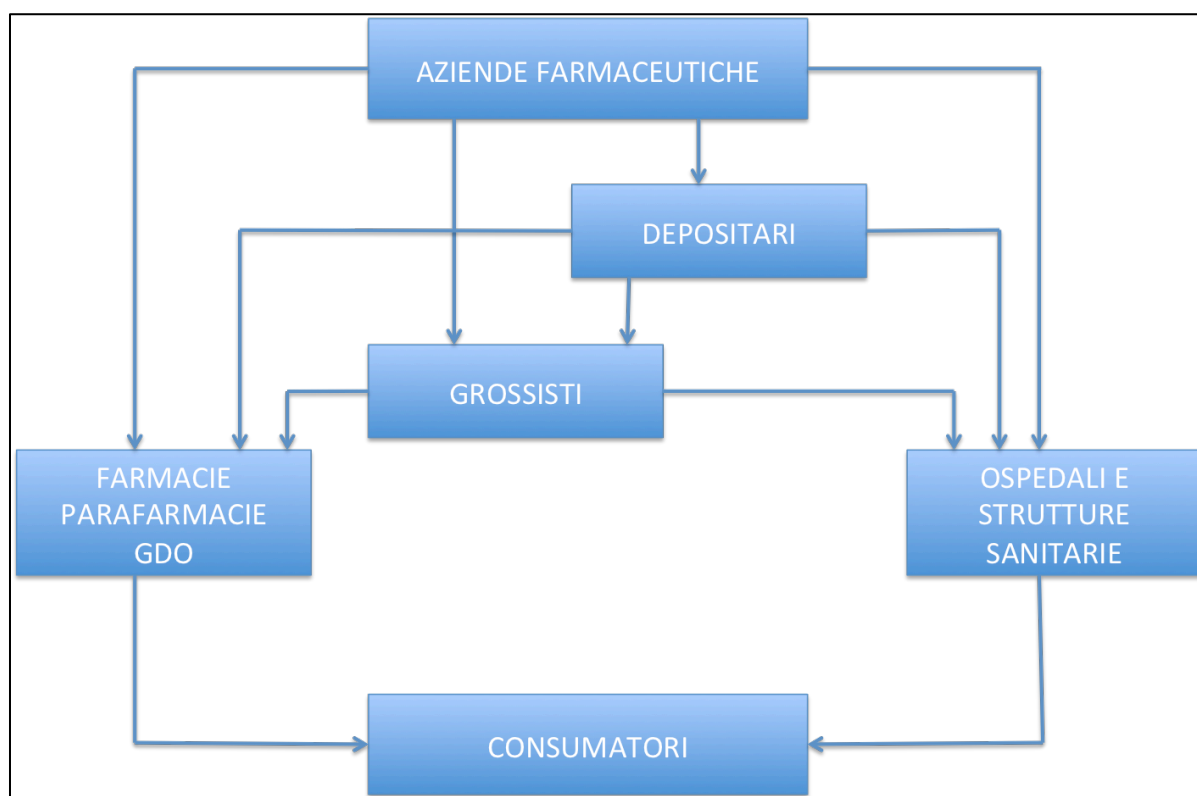 AZIENDE FARMACEUTICHE
DEPOSITARI
GROSSISTI
FARMACIE
PARAFARMACIE
GDO
OSPEDALI E
STRUTTURE
SANITARIE
CONSUMATORI